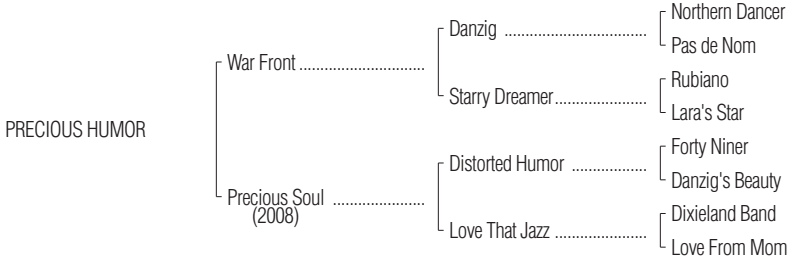 Northern Dancer
Danzig ................................
Pas de Nom
War Front ............................
Rubiano
Starry Dreamer.....................
Lara's Star
PRECIOUS HUMOR
Forty Niner
Distorted Humor .................
Danzig's Beauty
Precious Soul .....................
(2008)
Dixieland Band
Love That Jazz .....................
Love From Mom